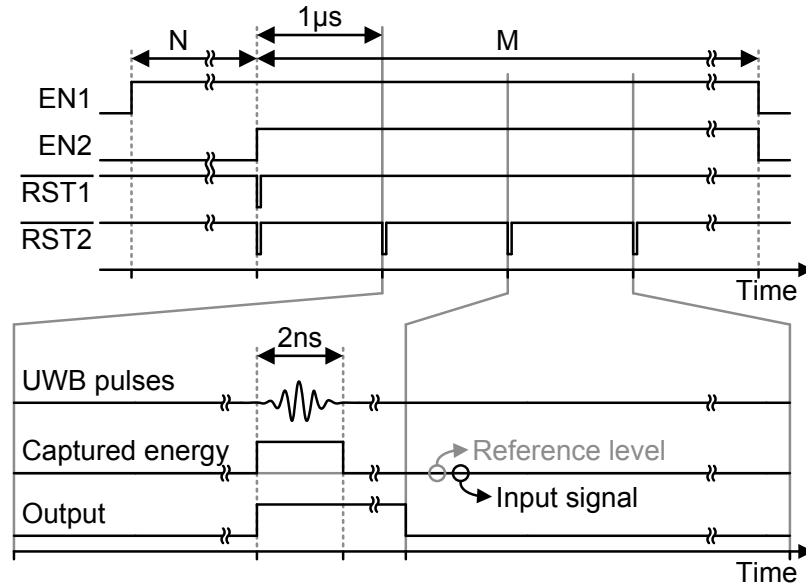 1μs
N M
EN1
EN2
RST1
RST2
Time
2ns
UWB pulses
Captured energy
Reference level
Input signal
Output
Time